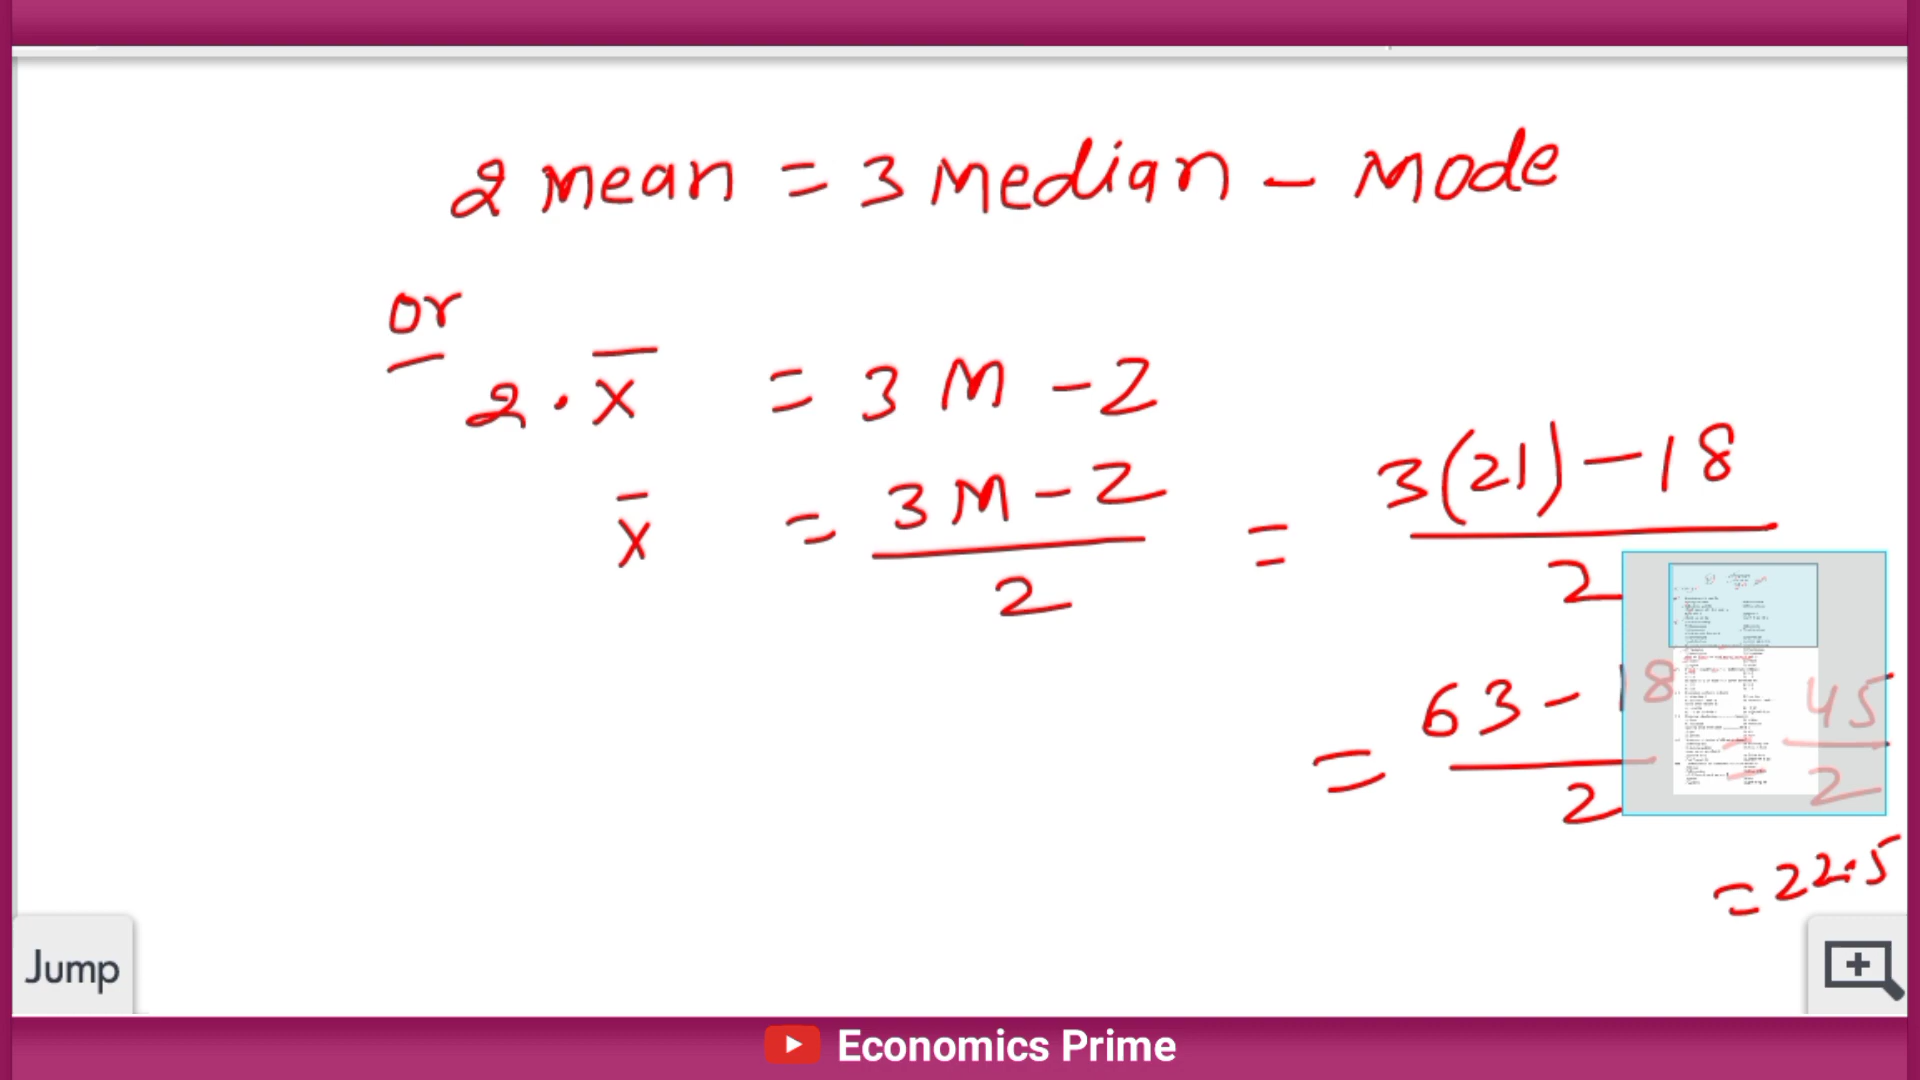 2 mean = 3 Median - Mode
or
2 . x̄ = 3 M - Z
x̄ = 3 M - Z / 2 = 3(21) - 18 / 2
= 63 - 18 / 2 = 45 / 2
= 22.5
Jump
Economics Prime